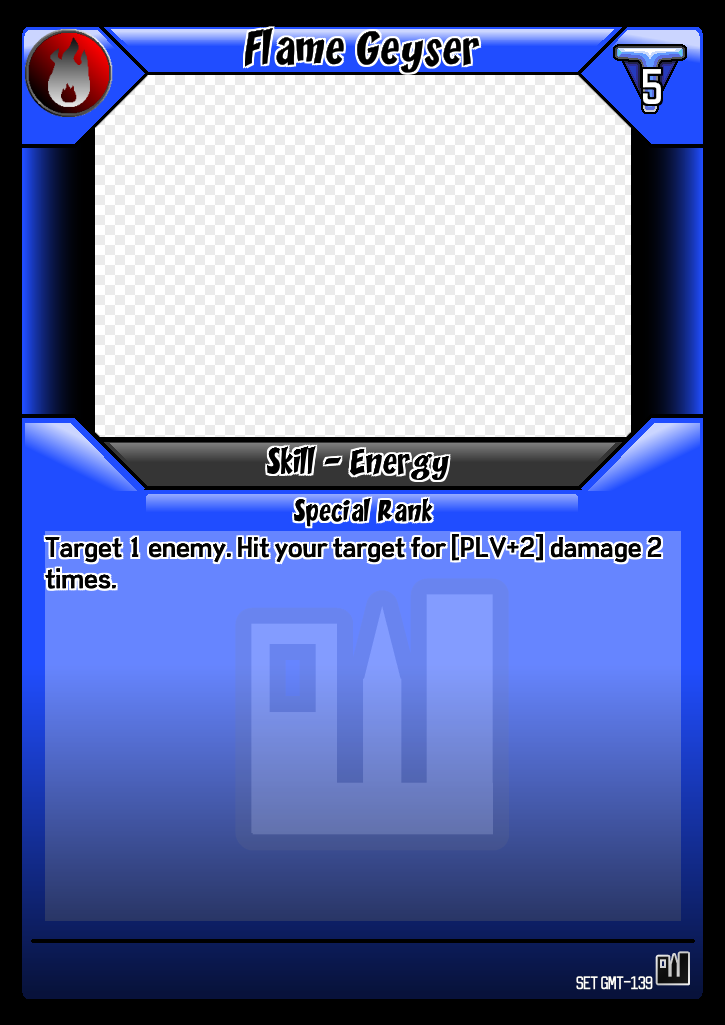 Flame Geyser
5
Skill - Energy
Special Rank
Target 1 enemy. Hit your target for [PLV+2] damage 2
times.
SET GMT-139